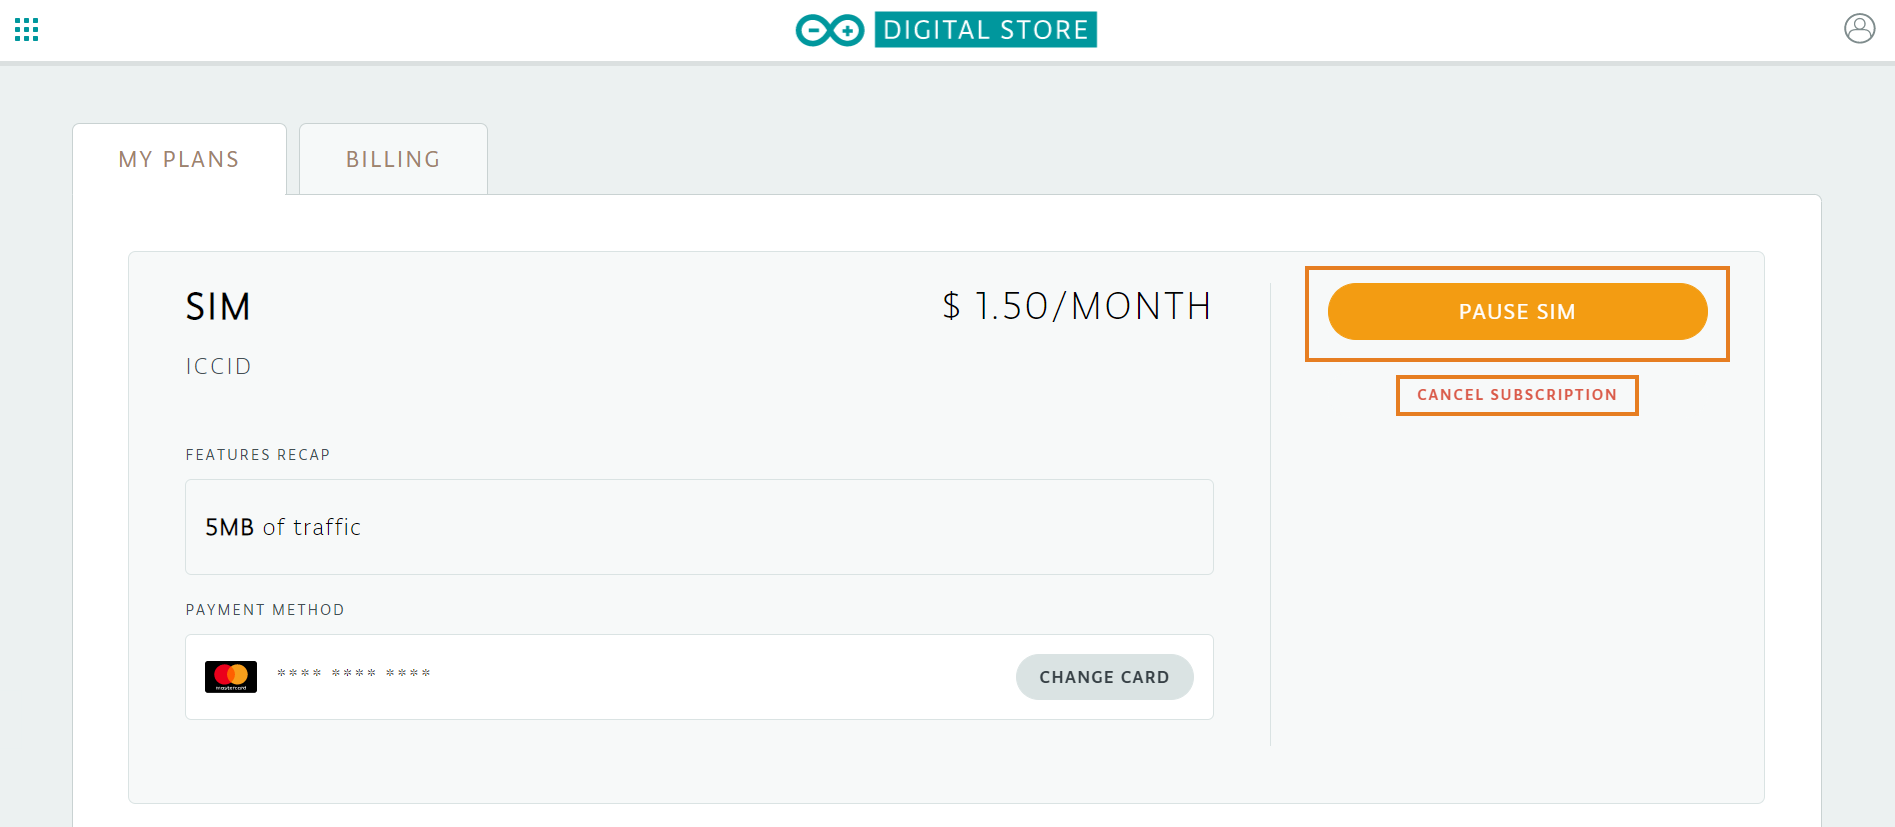 DIGITAL STORE
MY PLANS
BILLING
SIM
$ 1.50/MONTH
ICCID
PAUSE SIM
CANCEL SUBSCRIPTION
FEATURES RECAP
5MB of traffic
PAYMENT METHOD
mastercard
**** **** ****
CHANGE CARD